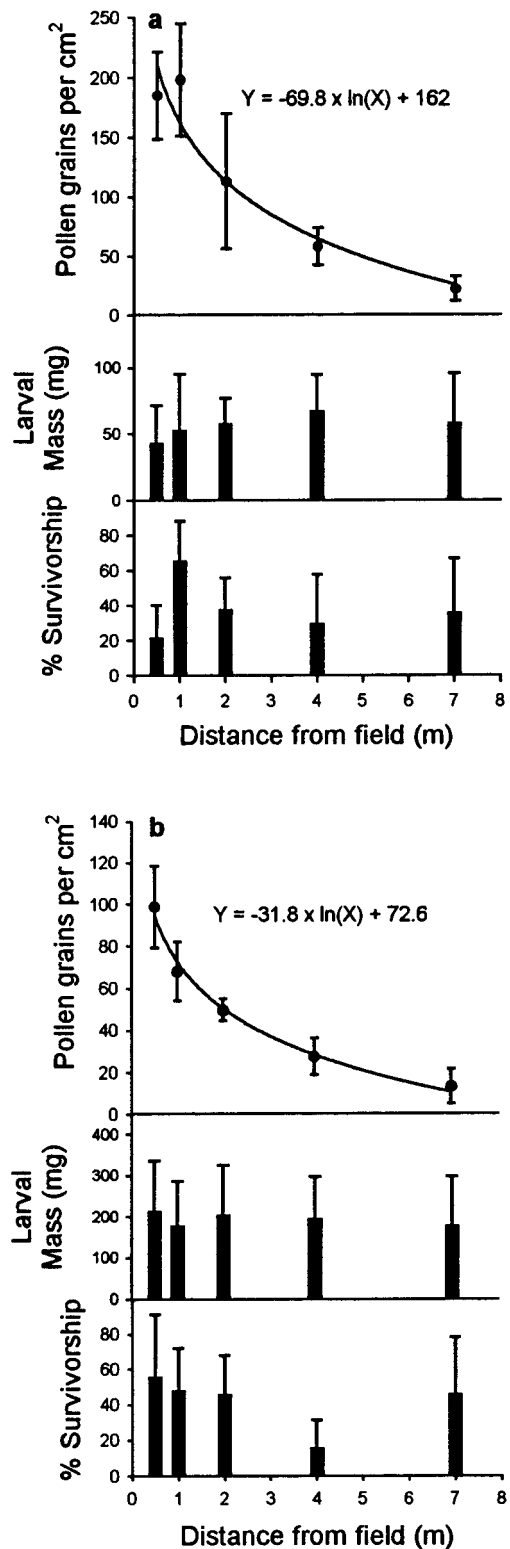 a
Pollen grains per cm²
250
200
150
100
50
0
Y = -69.8 x ln(X) + 162
Larval
Mass (mg)
100
50
0
% Survivorship
80
60
40
20
0
0 1 2 3 4 5 6 7 8
Distance from field (m)
b
Pollen grains per cm²
140
120
100
80
60
40
20
0
Y = -31.8 x ln(X) + 72.6
Larval
Mass (mg)
400
300
200
100
0
% Survivorship
80
60
40
20
0
0 1 2 3 4 5 6 7 8
Distance from field (m)